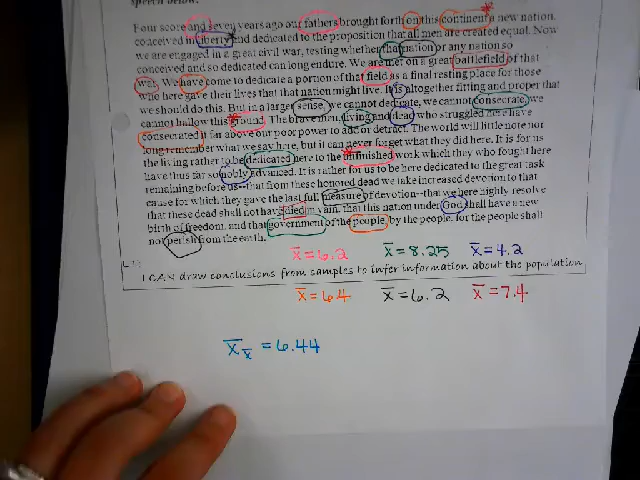 speech below.
Four score and seven years ago our fathers brought forth on this continent a new nation,
conceived in liberty and dedicated to the proposition that all men are created equal. Now
we are engaged in a great civil war, testing whether that nation or any nation so
conceived and so dedicated can long endure. We are met on a great battlefield of that
war. We have come to dedicate a portion of that field as a final resting place for those
who here gave their lives that that nation might live. It is altogether fitting and proper that
we should do this. But in a larger sense, we cannot dedicate, we cannot consecrate, we
cannot hallow this ground. The brave men, living and dead who struggled here have
consecrated it far above our poor power to add or detract. The world will little note nor
long remember what we say here, but it can never forget what they did here. It is for us
the living rather to be dedicated here to the unfinished work which they who fought here
have thus far so nobly advanced. It is rather for us to be here dedicated to the great task
remaining before us--that from these honored dead we take increased devotion to that
cause for which they gave the last full measure of devotion--that we here highly resolve
that these dead shall not have died in vain, that this nation under God shall have a new
birth of freedom, and that government of the people, by the people, for the people shall
not perish from the earth.
x̄=6.2 x̄=8.25 x̄=4.2
I CAN draw conclusions from samples to infer information about the population.
x̄=6.4 x̄=6.2 x̄=7.4
x̄x̄ = 6.44